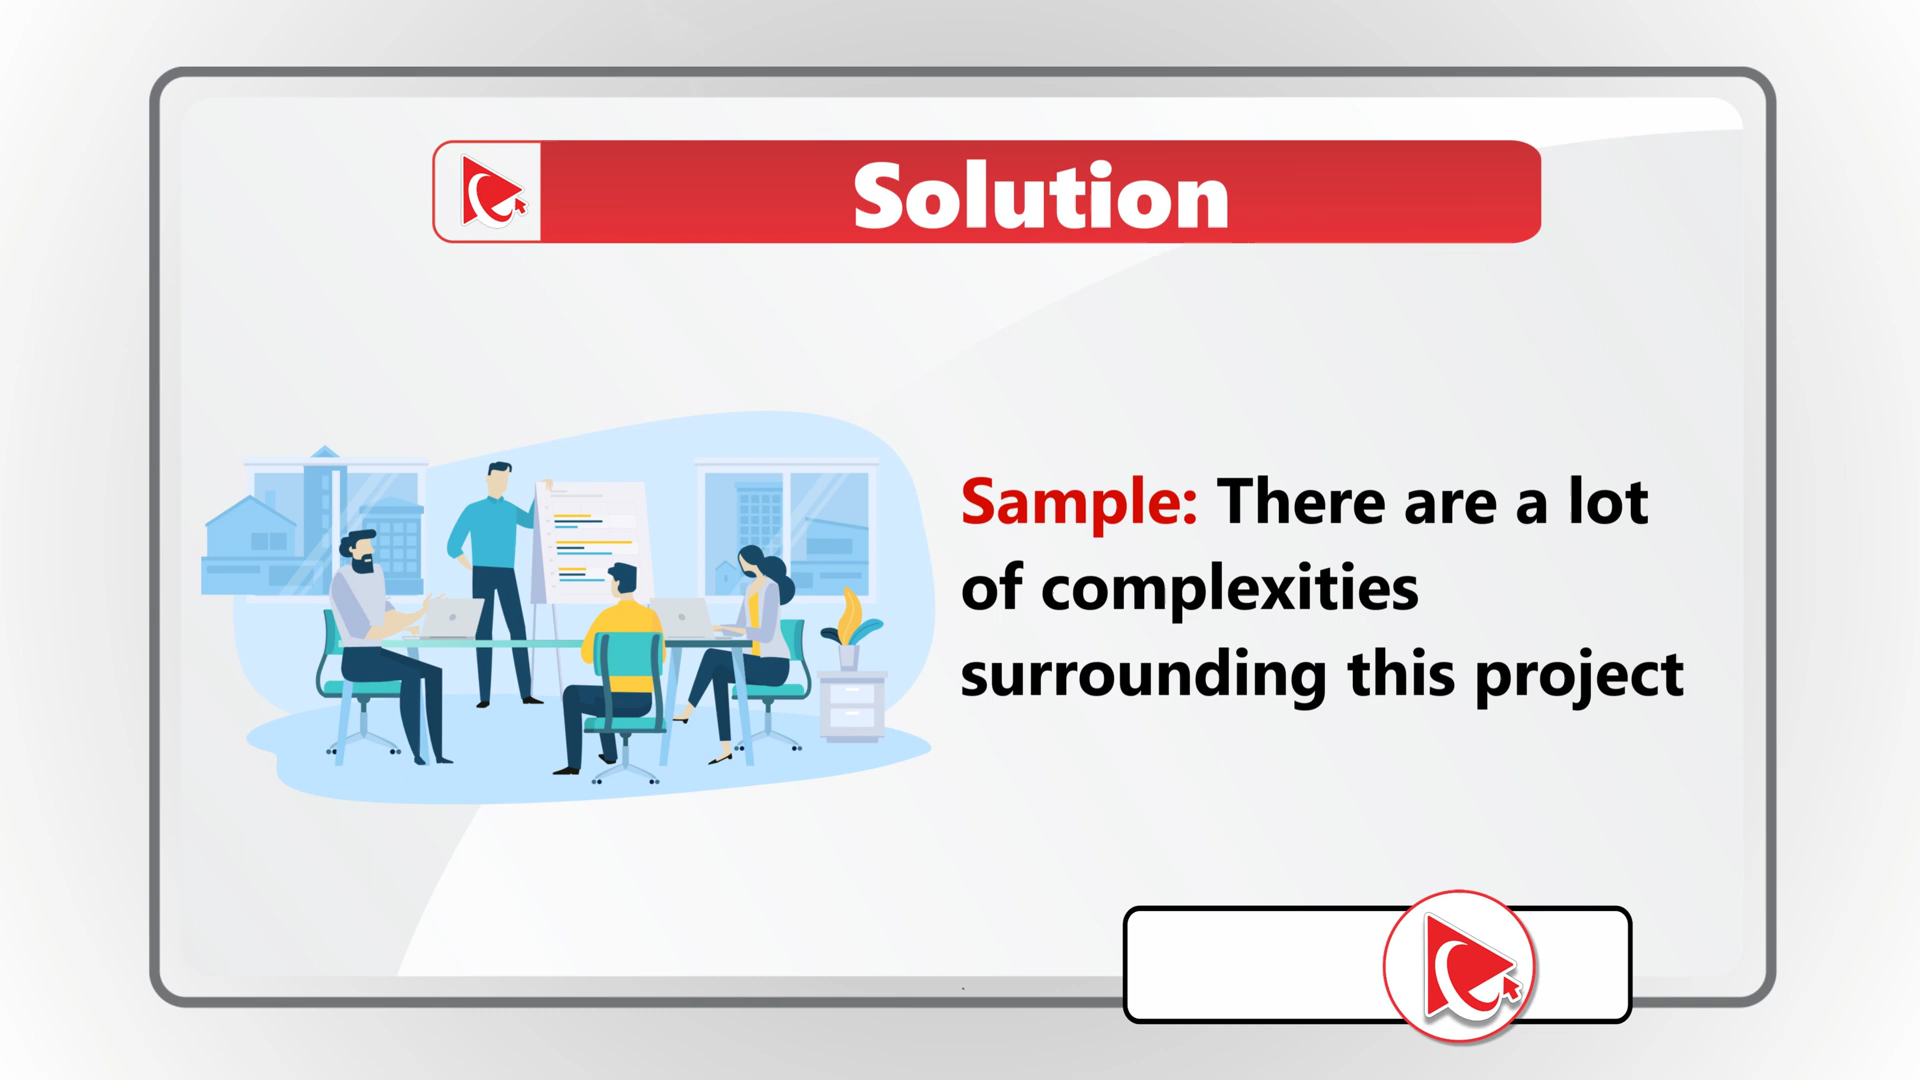 Solution
Sample: There are a lot
of complexities
surrounding this project